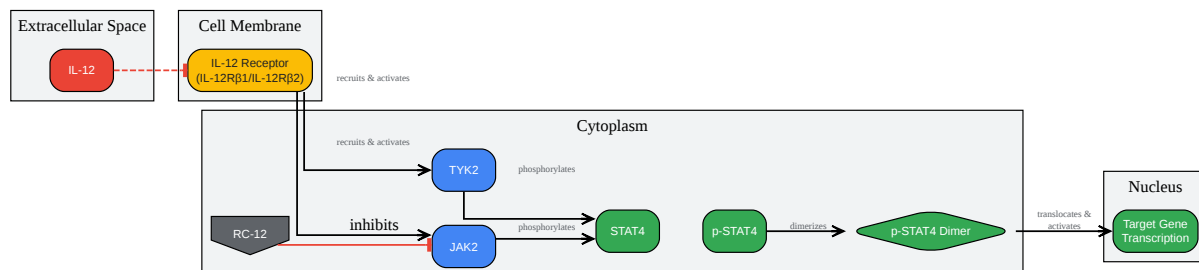 Extracellular Space
IL-12
Cell Membrane
IL-12 Receptor
(IL-12Rβ1/IL-12Rβ2)
recruits & activates
Cytoplasm
recruits & activates
TYK2
phosphorylates
RC-12
inhibits
JAK2
phosphorylates
STAT4
p-STAT4
dimerizes
p-STAT4 Dimer
translocates &
activates
Nucleus
Target Gene
Transcription